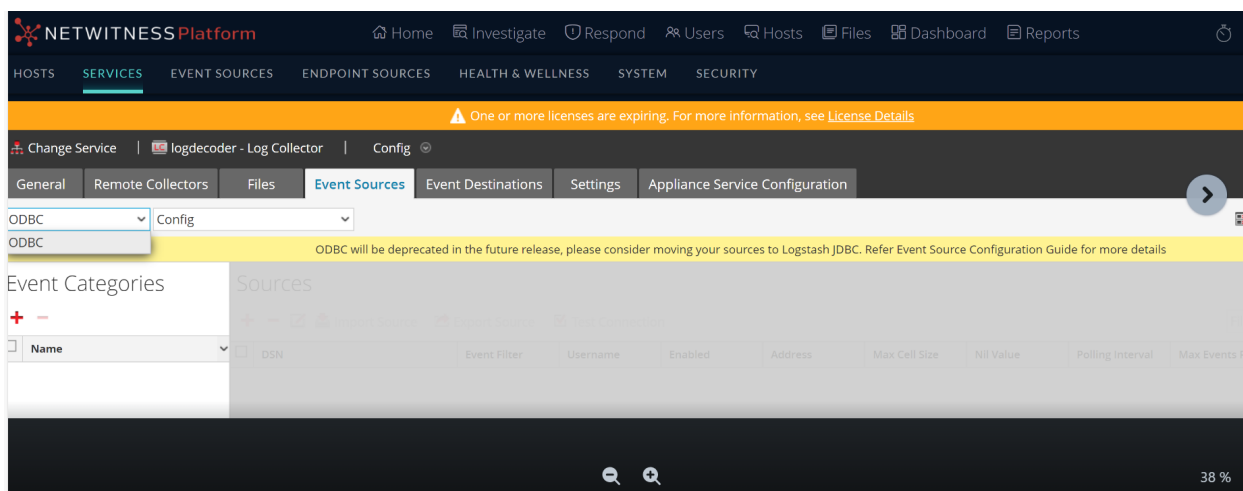 NETWITNESS Platform Home Investigate Respond Users Hosts Files Dashboard Reports
HOSTS SERVICES EVENT SOURCES ENDPOINT SOURCES HEALTH & WELLNESS SYSTEM SECURITY
One or more licenses are expiring. For more information, see License Details
Change Service | LC logdecoder - Log Collector | Config
General Remote Collectors Files Event Sources Event Destinations Settings Appliance Service Configuration
ODBC Config
ODBC
ODBC will be deprecated in the future release, please consider moving your sources to Logstash JDBC. Refer Event Source Configuration Guide for more details
Event Categories Sources
Name DSN Event Filter Username Enabled Address Max Cell Size Nil Value Polling Interval Max Events
38 %